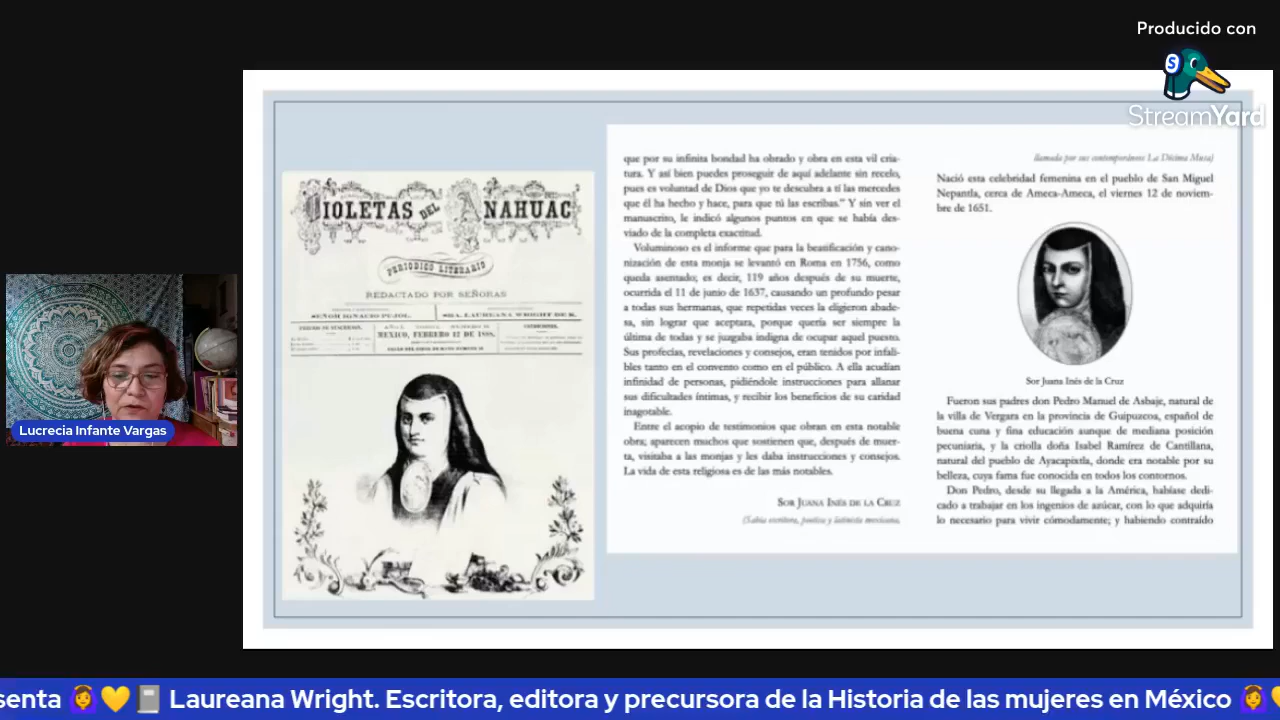 Producido con
StreamYard
VIOLETAS DEL ANAHUAC
PERIODICO LITERARIO
REDACTADO POR SEÑORAS
SEÑOR IGNACIO PUJOL. SRA. LAUREANA WRIGHT DE K.
MEXICO, FEBRERO 12 DE 1888.
que por su infinita bondad ha obrado y obra en esta vil cria-
tura. Y así bien puedes proseguir de aquí adelante sin recelo,
pues es voluntad de Dios que yo te descubra a ti las mercedes
que él ha hecho y hace, para que tú las escribas." Y sin ver el
manuscrito, le indicó algunos puntos en que se había des-
viado de la completa exactitud.
Voluminoso es el informe que para la beatificación y cano-
nización de esta monja se levantó en Roma en 1756, como
queda asentado; es decir, 119 años después de su muerte,
ocurrida el 11 de junio de 1637, causando un profundo pesar
a todas sus hermanas, que repetidas veces la eligieron abade-
sa, sin lograr que aceptara, porque quería ser siempre la
última de todas y se juzgaba indigna de ocupar aquel puesto.
Sus profecías, revelaciones y consejos, eran tenidos por infali-
bles tanto en el convento como en el público. A ella acudían
infinidad de personas, pidiéndole instrucciones para allanar
sus dificultades íntimas, y recibir los beneficios de su caridad
inagotable.
Entre el acopio de testimonios que obran en esta notable
obra; aparecen muchos que sostienen que, después de muer-
ta, visitaba a las monjas y les daba instrucciones y consejos.
La vida de esta religiosa es de las más notables.
SOR JUANA INÉS DE LA CRUZ
(Sabia escritora, poetisa y latinista mexicana,
llamada por sus contemporáneos La Décima Musa)
Nació esta celebridad femenina en el pueblo de San Miguel
Nepantla, cerca de Ameca-Ameca, el viernes 12 de noviem-
bre de 1651.
Sor Juana Inés de la Cruz
Fueron sus padres don Pedro Manuel de Asbaje, natural de
la villa de Vergara en la provincia de Guipuzcoa, español de
buena cuna y fina educación aunque de mediana posición
pecuniaria, y la criolla doña Isabel Ramírez de Cantillana,
natural del pueblo de Ayacapixtla, donde era notable por su
belleza, cuya fama fue conocida en todos los contornos.
Don Pedro, desde su llegada a la América, habíase dedi-
cado a trabajar en los ingenios de azúcar, con lo que adquiría
lo necesario para vivir cómodamente; y habiendo contraído
Lucrecia Infante Vargas
senta 🙆‍♀️💛📔 Laureana Wright. Escritora, editora y precursora de la Historia de las mujeres en México 🙆‍♀️💛